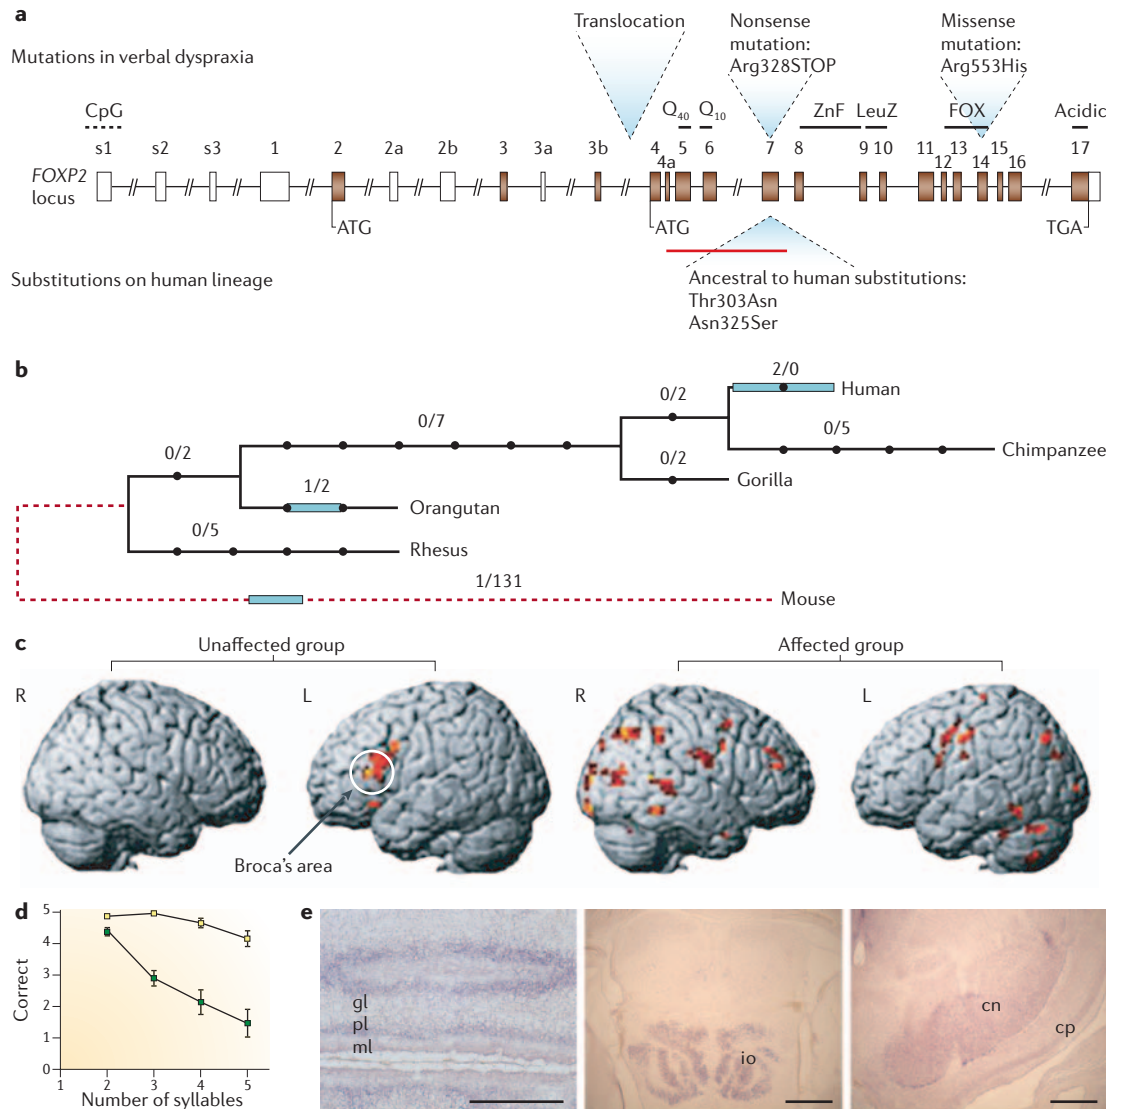 a
Mutations in verbal dyspraxia
Translocation
Nonsense
mutation:
Arg328STOP
Missense
mutation:
Arg553His
CpG
Q40
Q10
ZnF
LeuZ
FOX
Acidic
s1 s2 s3 1 2 2a 2b 3 3a 3b 4 4a 5 6 7 8 9 10 11 12 13 14 15 16 17
FOXP2
locus
ATG
ATG
TGA
Substitutions on human lineage
Ancestral to human substitutions:
Thr303Asn
Asn325Ser
b
2/0
Human
0/2
0/7
0/5
Chimpanzee
0/2
0/2
Gorilla
1/2
Orangutan
0/5
Rhesus
1/131
Mouse
c
Unaffected group
Affected group
R
L
R
L
Broca's area
d
Correct
5
4
3
2
1
0
1 2 3 4 5
Number of syllables
e
gl
pl
ml
io
cn
cp